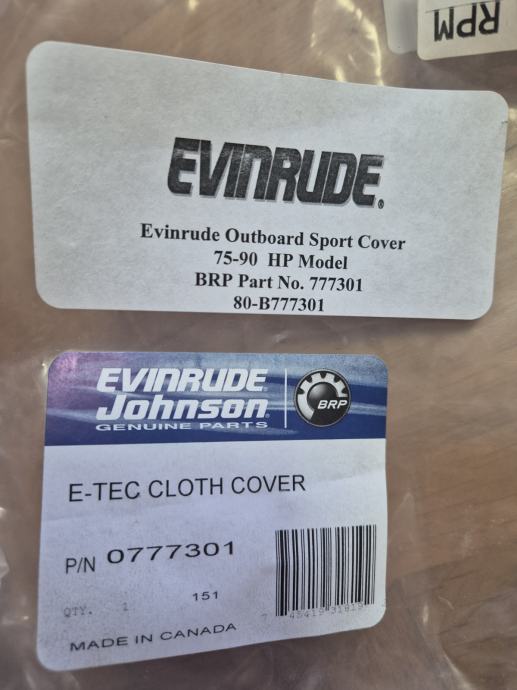 RPM
EVINRUDE®
Evinrude Outboard Sport Cover
75-90 HP Model
BRP Part No. 777301
80-B777301
EVINRUDE
Johnson
GENUINE PARTS
BRP
E-TEC CLOTH COVER
P/N 0777301
QTY. 1 151
MADE IN CANADA